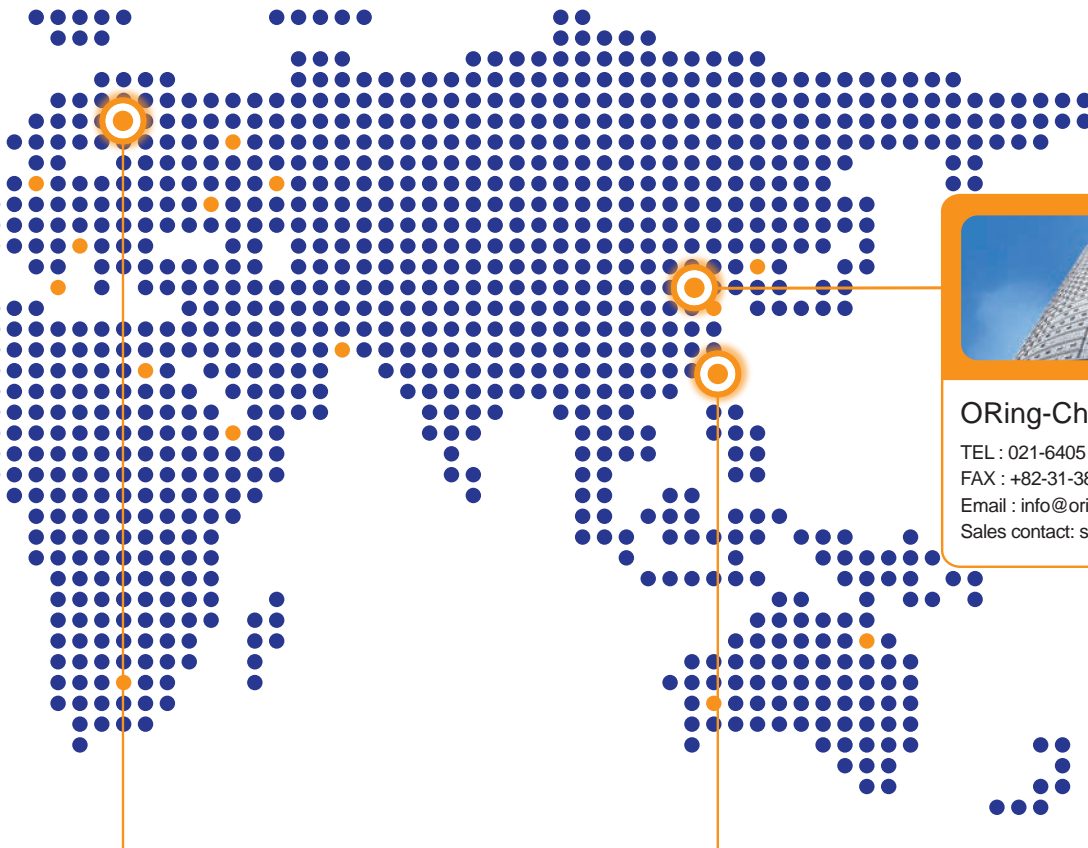 ORing-Ch
TEL : 021-6405
FAX : +82-31-38
Email : info@ori
Sales contact: s